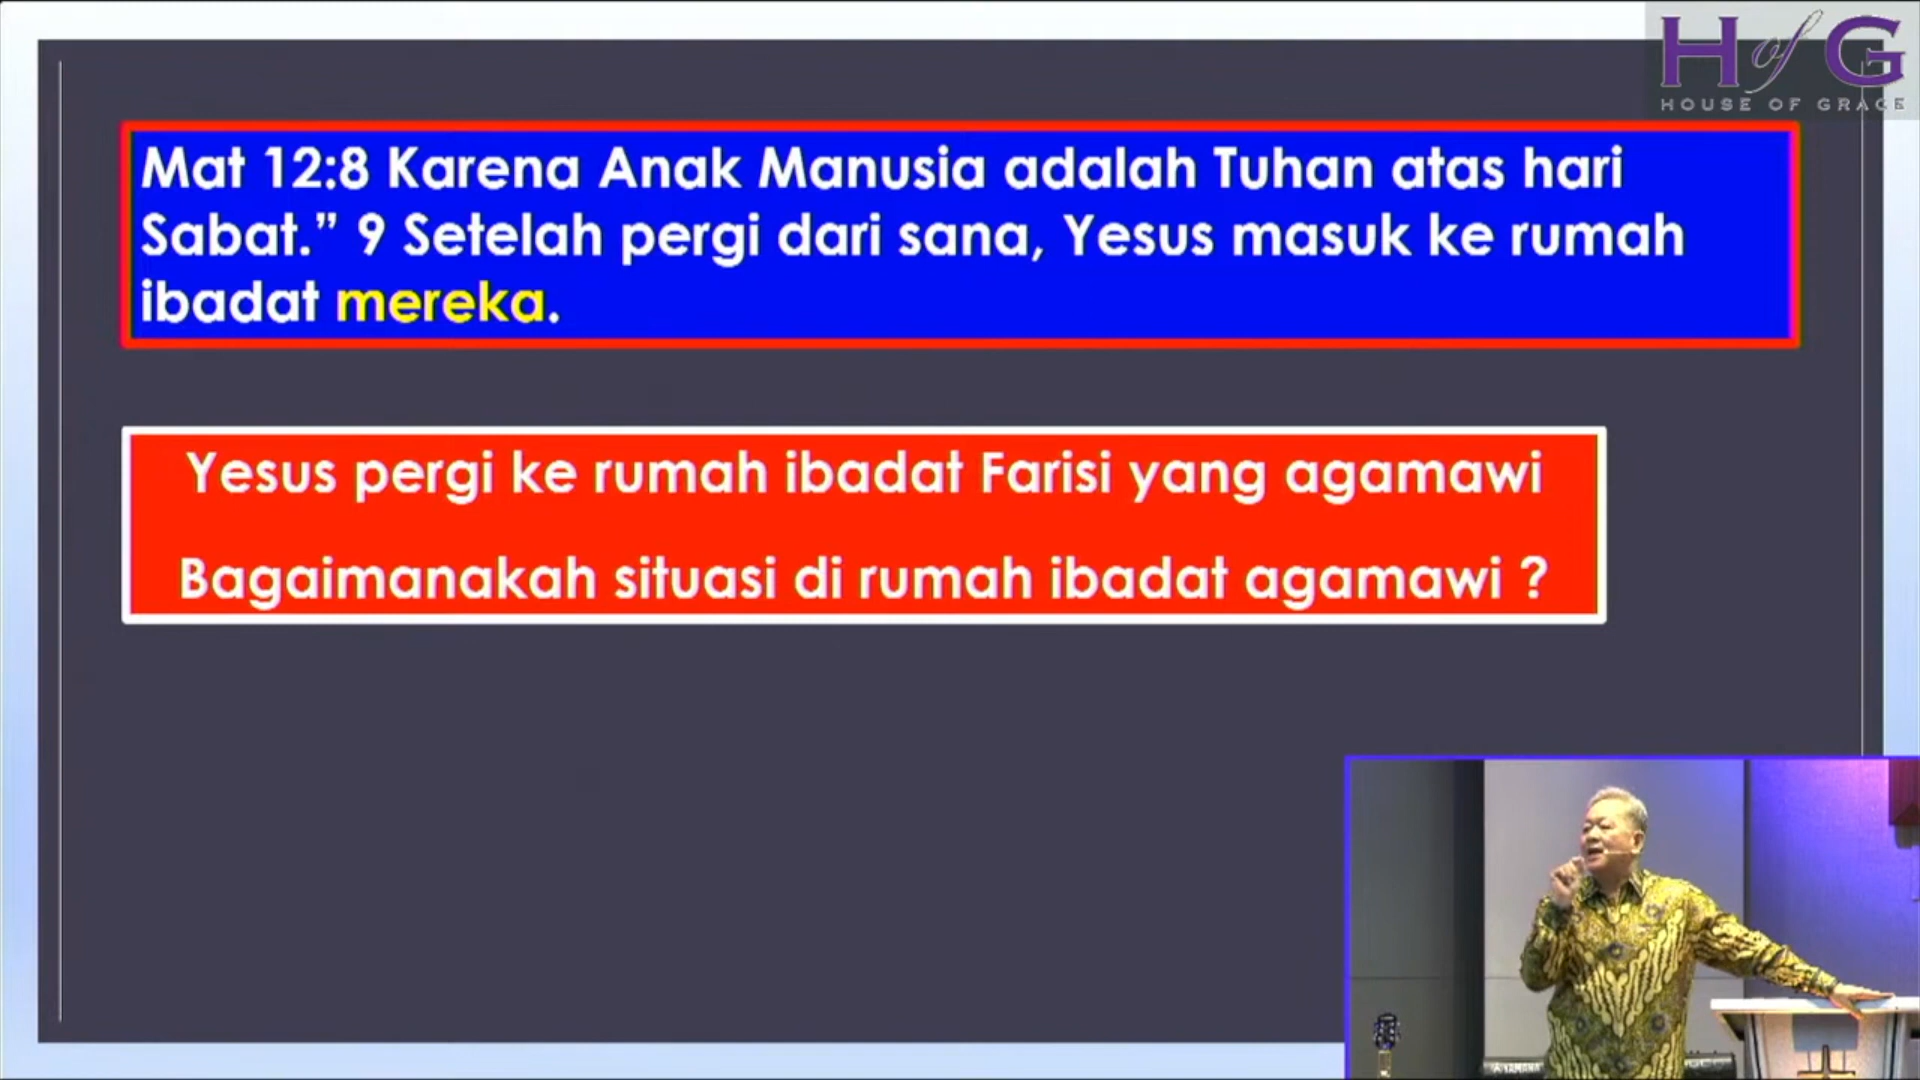 H of G
HOUSE OF GRACE
Mat 12:8 Karena Anak Manusia adalah Tuhan atas hari
Sabat.” 9 Setelah pergi dari sana, Yesus masuk ke rumah
ibadat mereka.
Yesus pergi ke rumah ibadat Farisi yang agamawi
Bagaimanakah situasi di rumah ibadat agamawi ?
YAMAHA